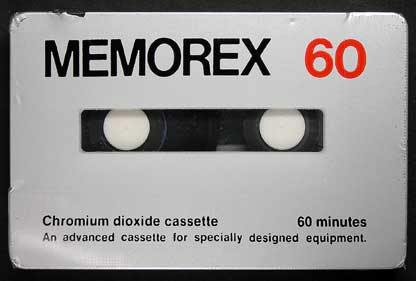 MEMOREX 60
Chromium dioxide cassette 60 minutes
An advanced cassette for specially designed equipment.